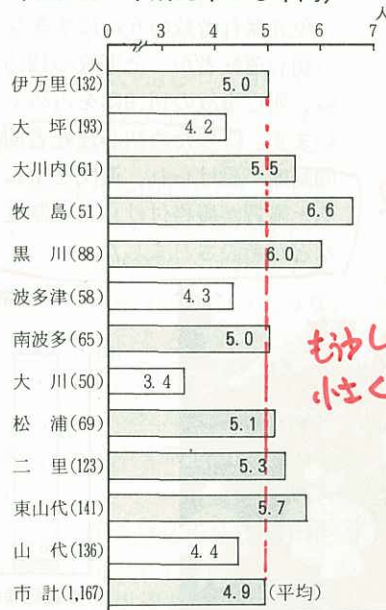 人 人
0 3 4 5 6 7
伊万里(132) 5.0
大 坪(193) 4.2
大川内(61) 5.5
牧 島(51) 6.6
黒 川(88) 6.0
波多津(58) 4.3
南波多(65) 5.0
大 川(50) 3.4
松 浦(69) 5.1
二 里(123) 5.3
東山代(141) 5.7
山 代(136) 4.4
市 計(1,167) 4.9 (平均)
もう少し
小さく